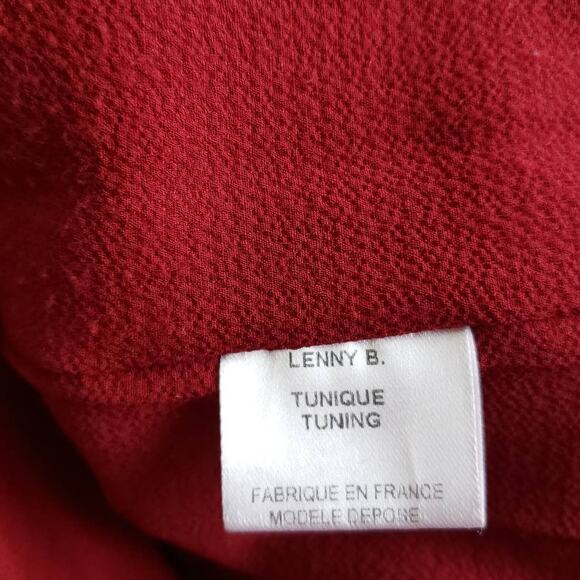 LENNY B.
TUNIQUE
TUNING
FABRIQUE EN FRANCE
MODELE DEPOSE